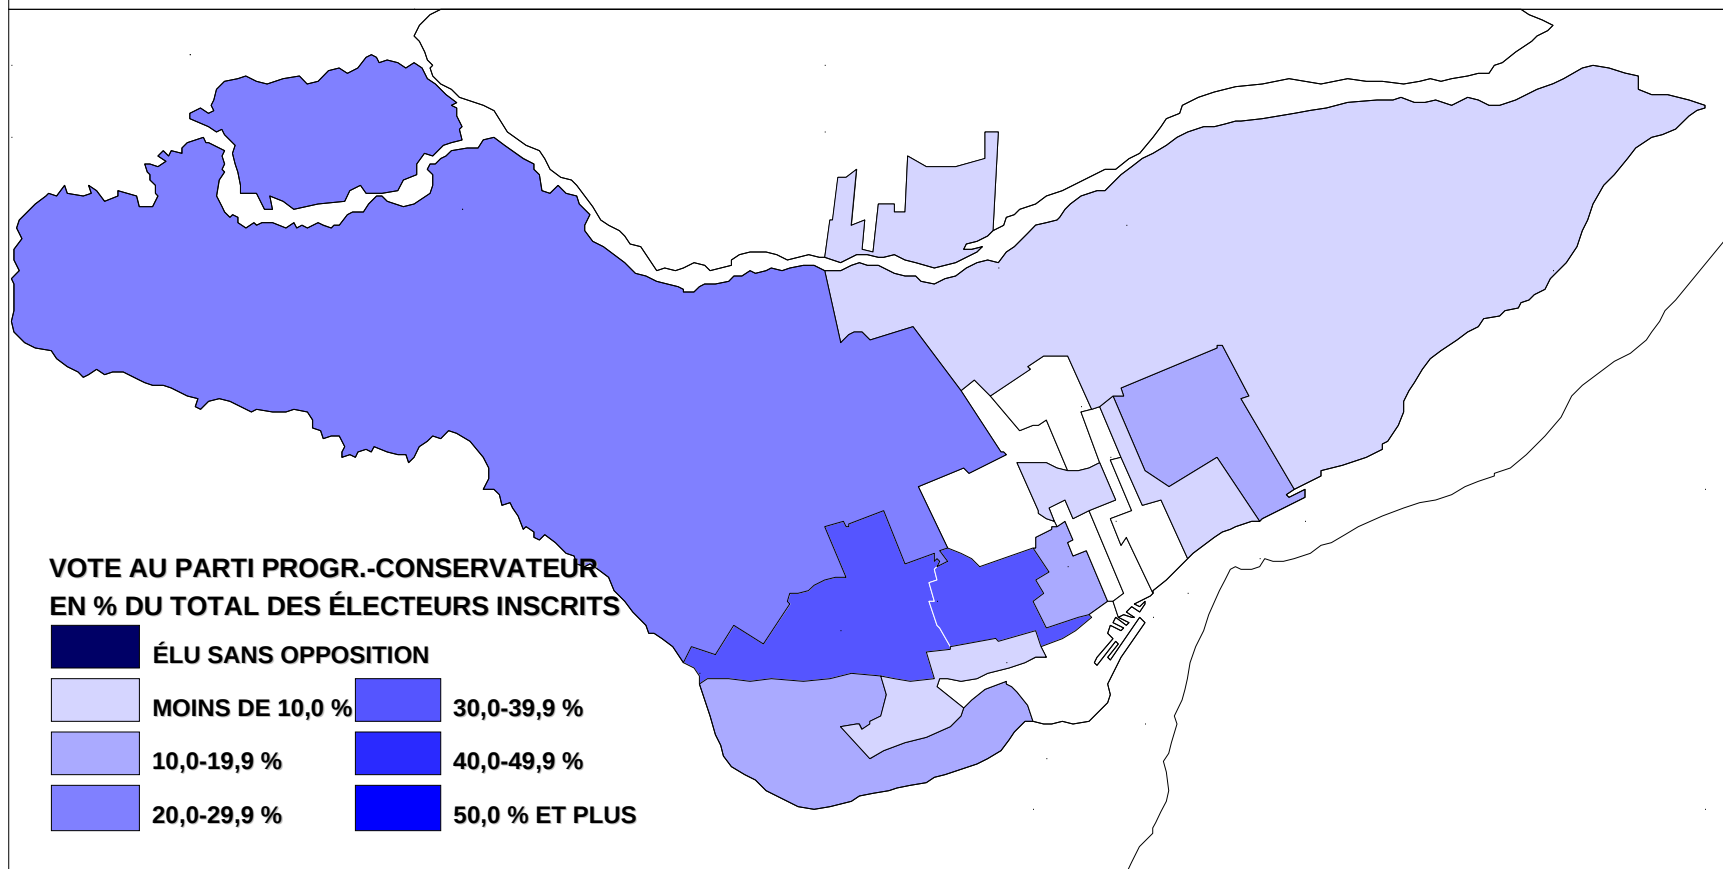 VOTE AU PARTI PROGR.-CONSERVATEUR
EN % DU TOTAL DES ÉLECTEURS INSCRITS
ÉLU SANS OPPOSITION
MOINS DE 10,0 %
10,0-19,9 %
20,0-29,9 %
30,0-39,9 %
40,0-49,9 %
50,0 % ET PLUS